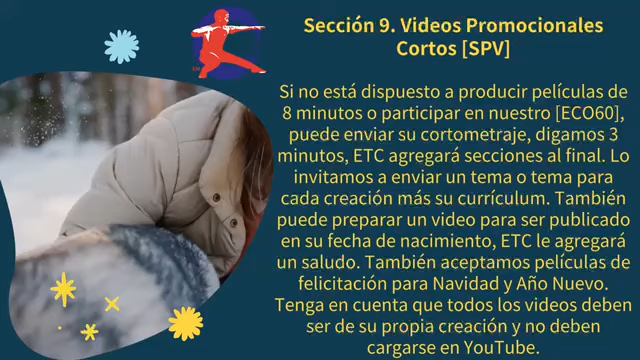 Sección 9. Videos Promocionales
Cortos [SPV]
Si no está dispuesto a producir películas de
8 minutos o participar en nuestro [ECO60],
puede enviar su cortometraje, digamos 3
minutos, ETC agregará secciones al final. Lo
invitamos a enviar un tema o tema para
cada creación más su currículum. También
puede preparar un video para ser publicado
en su fecha de nacimiento, ETC le agregará
un saludo. También aceptamos películas de
felicitación para Navidad y Año Nuevo.
Tenga en cuenta que todos los videos deben
ser de su propia creación y no deben
cargarse en YouTube.